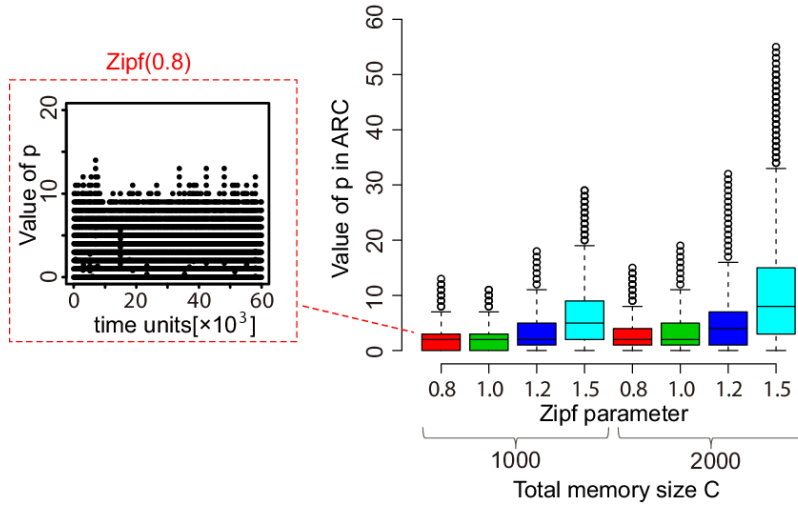 Zipf(0.8)
Value of p
20
10
0
0 20 40 60
time units[×10³]
Value of p in ARC
60
50
40
30
20
10
0
0.8 1.0 1.2 1.5 0.8 1.0 1.2 1.5
Zipf parameter
1000 2000
Total memory size C